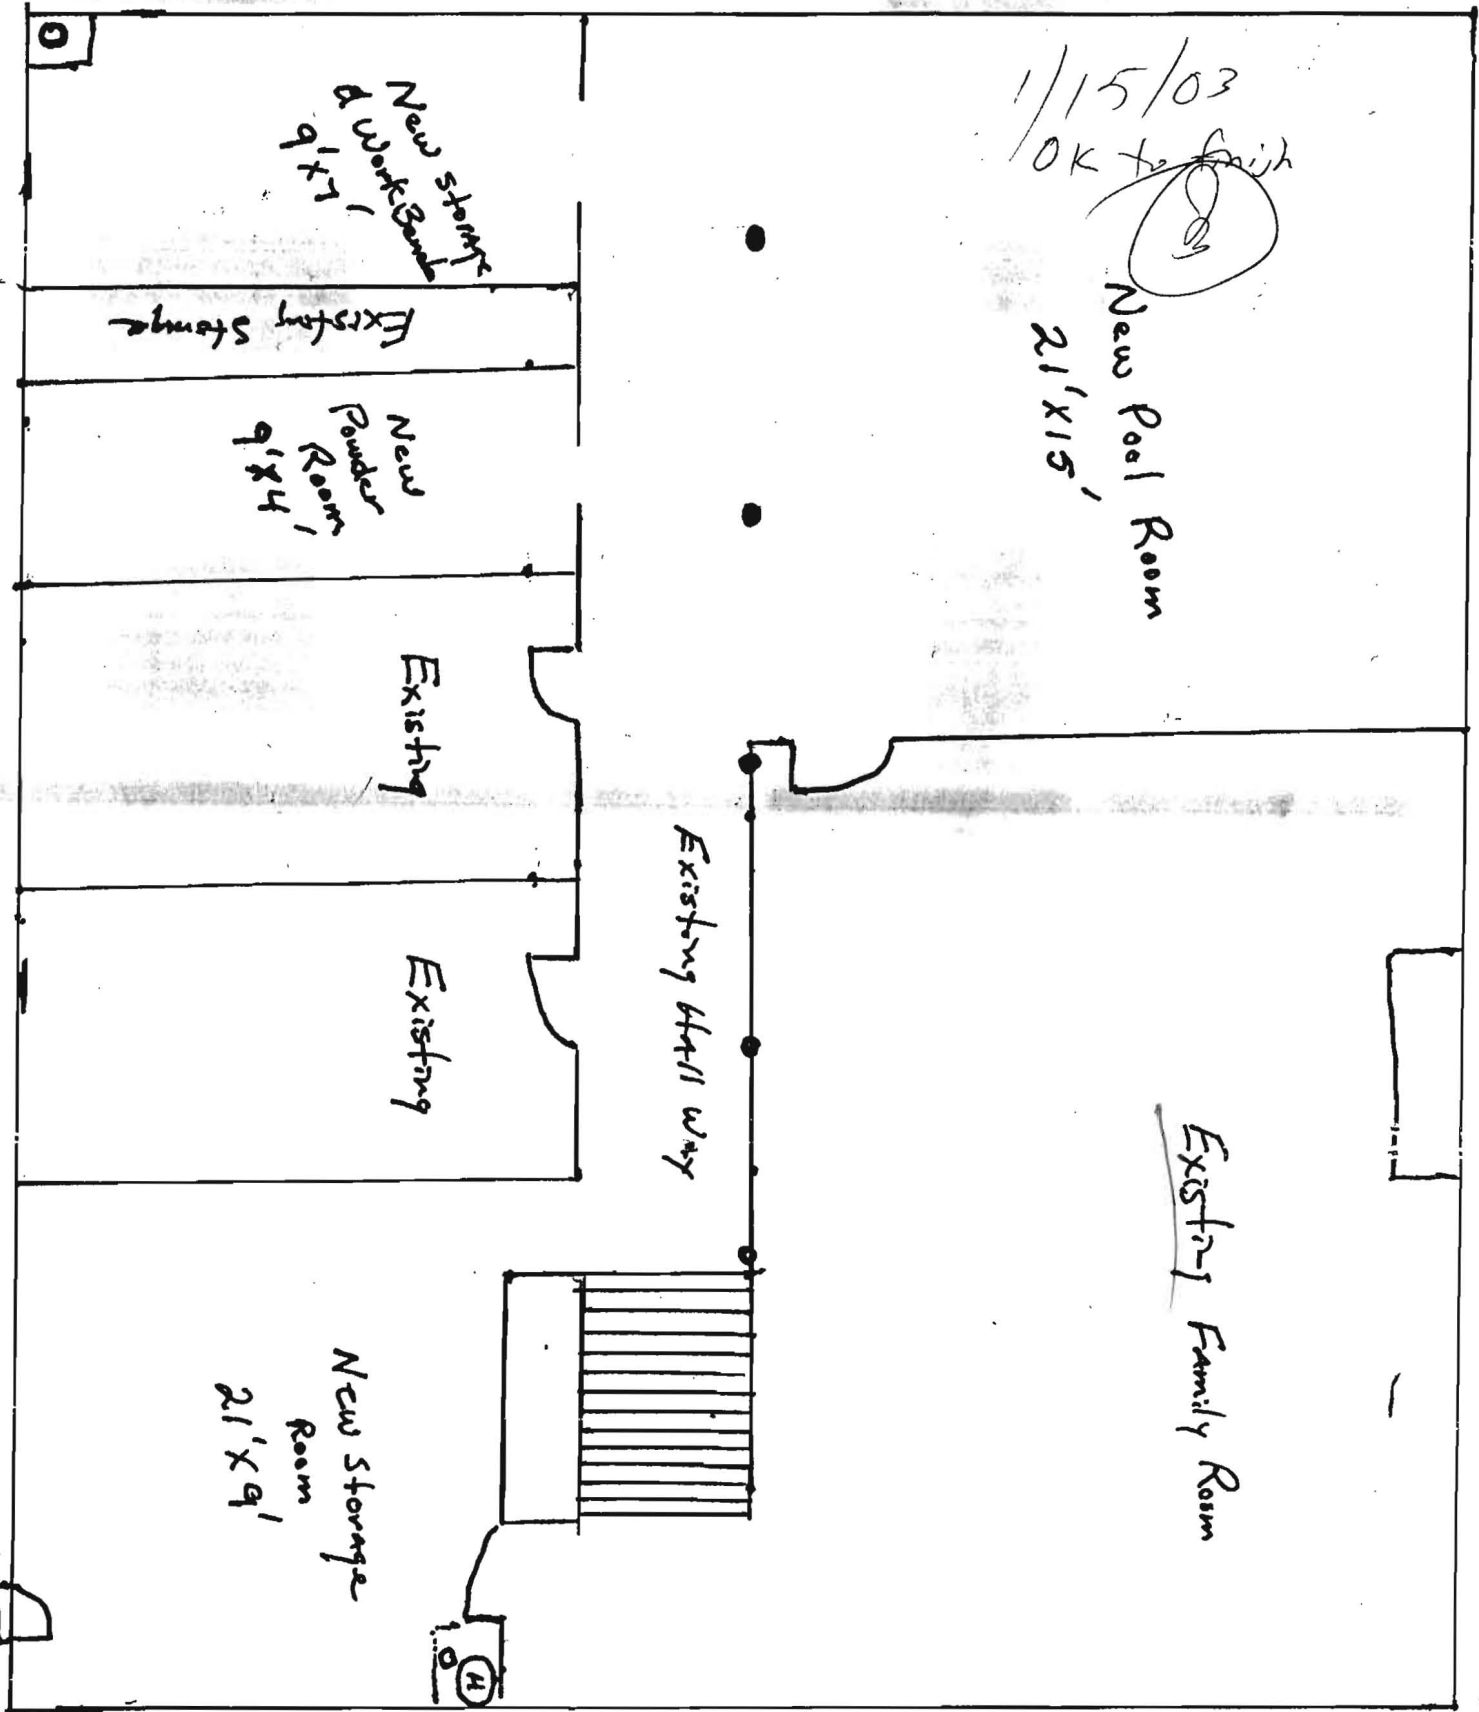 1/15/03
OK to finish
New Pool Room
21'X15'
New storage
& Work Bench
9'X7'
Existing Storage
New
Powder
Room
9'X4'
Existing
Existing
Existing Hall Way
Existing Family Room
New Storage
Room
21'X9'
H